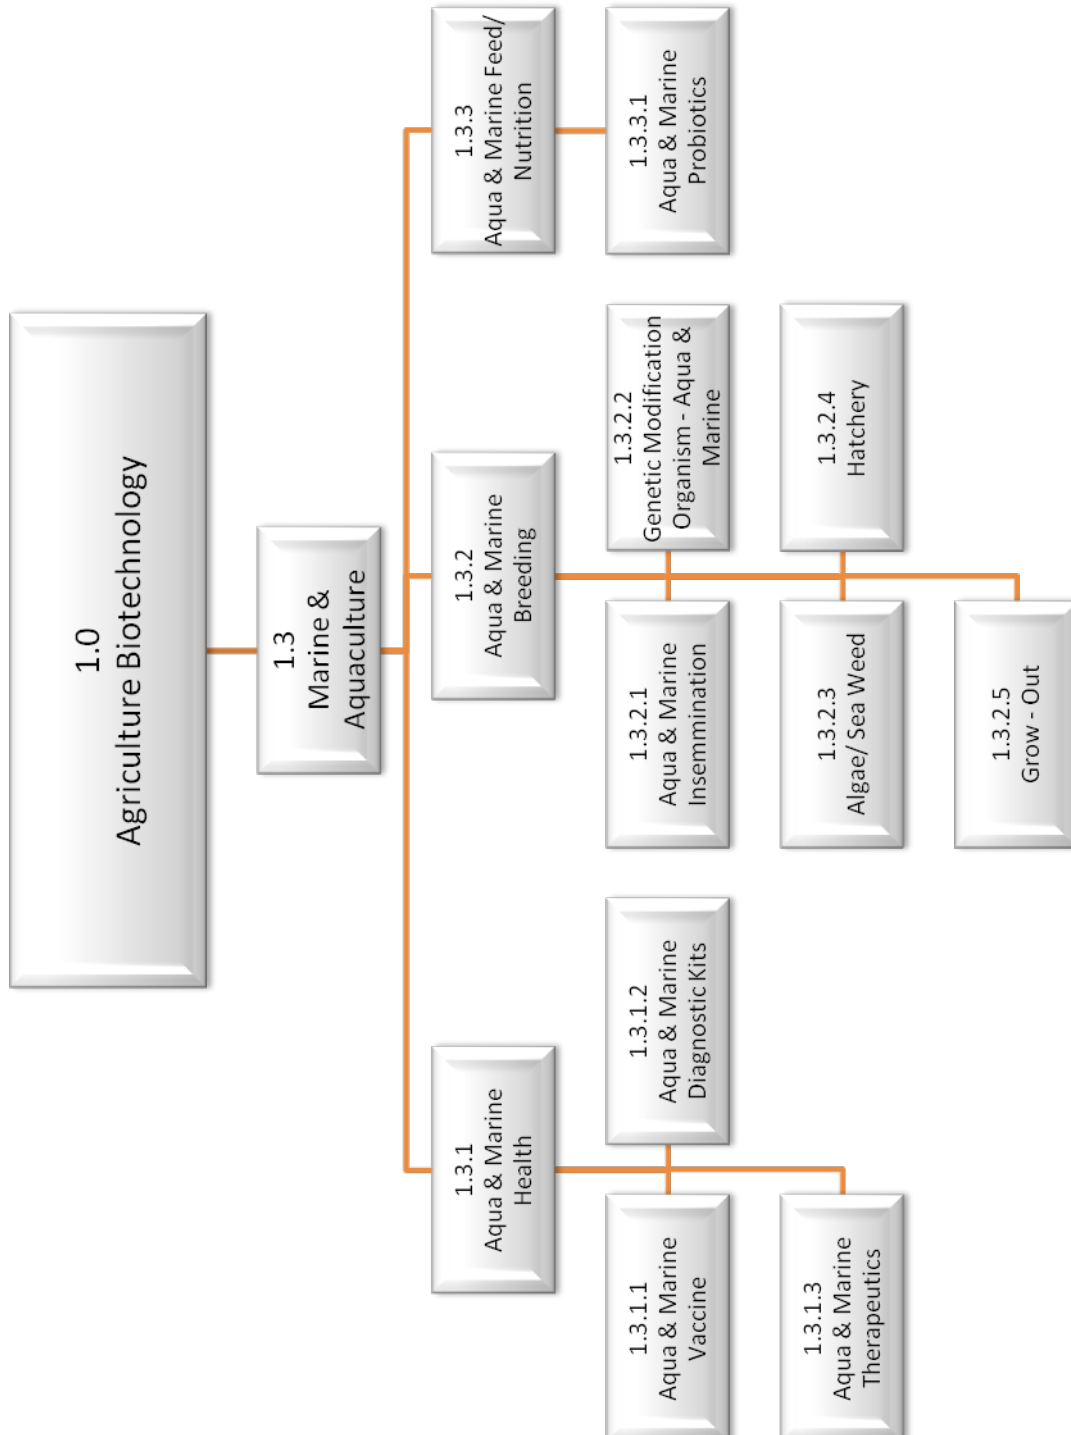 1.0
Agriculture Biotechnology
1.3
Marine &
Aquaculture
1.3.1
Aqua & Marine
Health
1.3.2
Aqua & Marine
Breeding
1.3.3
Aqua & Marine Feed/
Nutrition
1.3.1.1
Aqua & Marine
Vaccine
1.3.1.2
Aqua & Marine
Diagnostic Kits
1.3.2.1
Aqua & Marine
Insemmination
1.3.2.2
Genetic Modification
Organism - Aqua &
Marine
1.3.3.1
Aqua & Marine
Probiotics
1.3.1.3
Aqua & Marine
Therapeutics
1.3.2.3
Algae/ Sea Weed
1.3.2.4
Hatchery
1.3.2.5
Grow - Out